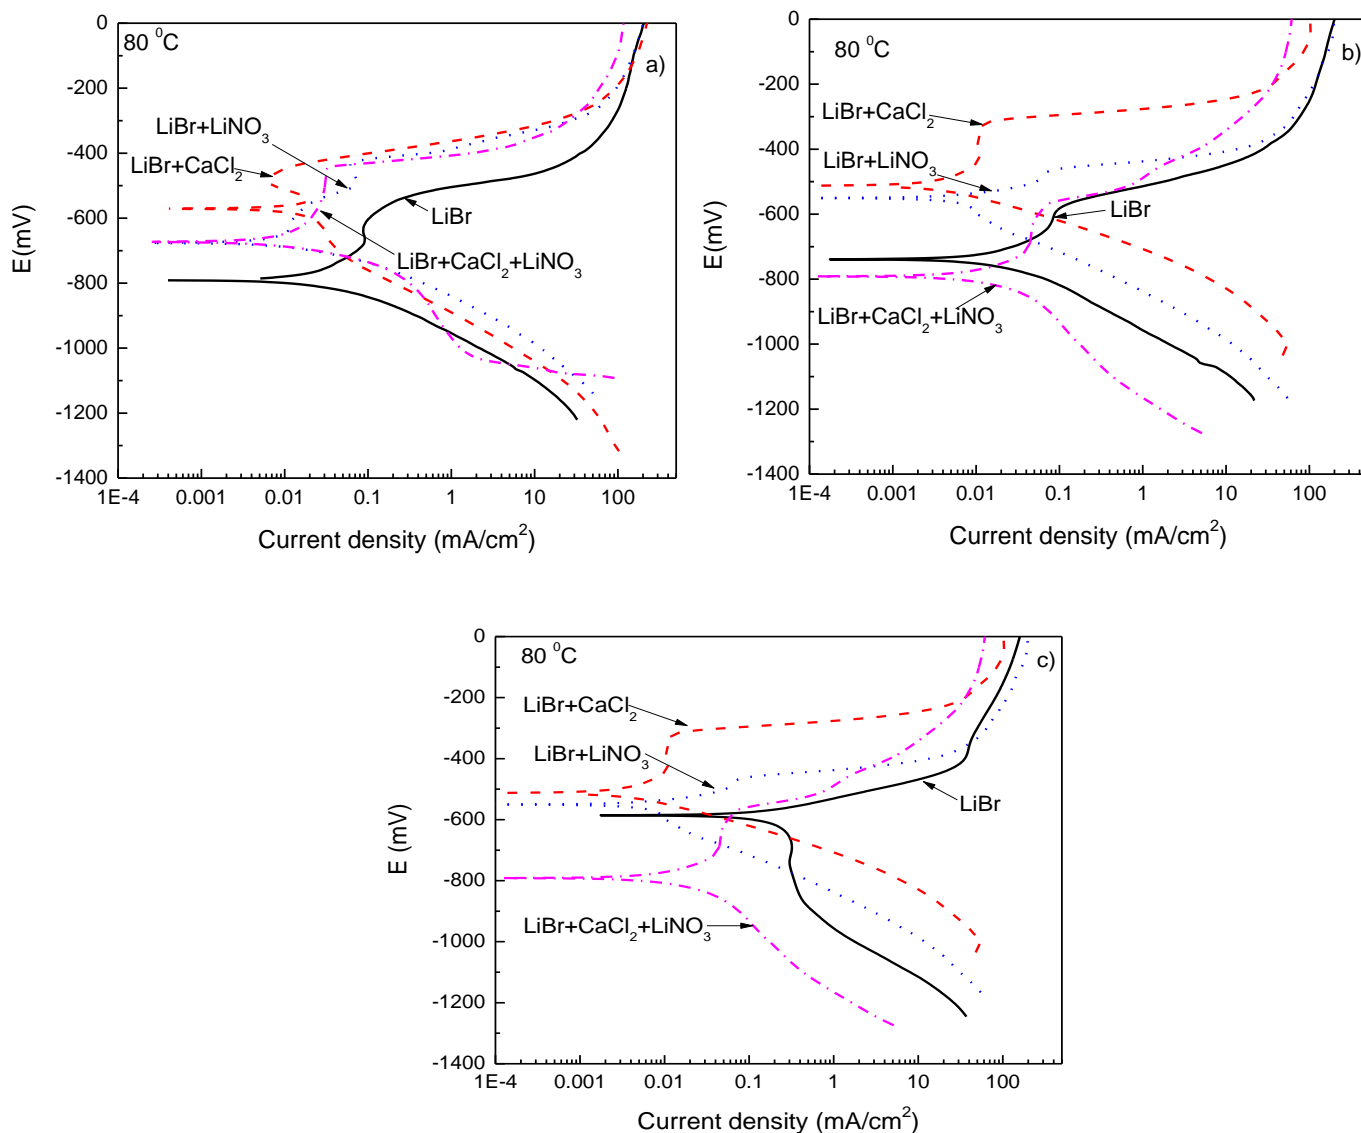 80 ⁰C
a)
LiBr+LiNO₃
LiBr+CaCl₂
LiBr
LiBr+CaCl₂+LiNO₃
0
-200
-400
-600
-800
-1000
-1200
-1400
E(mV)
1E-4 0.001 0.01 0.1 1 10 100
Current density (mA/cm²)
80 ⁰C
b)
LiBr+CaCl₂
LiBr+LiNO₃
LiBr
LiBr+CaCl₂+LiNO₃
0
-200
-400
-600
-800
-1000
-1200
-1400
E (mV)
1E-4 0.001 0.01 0.1 1 10 100
Current density (mA/cm²)
80 ⁰C
c)
LiBr+CaCl₂
LiBr+LiNO₃
LiBr
LiBr+CaCl₂+LiNO₃
0
-200
-400
-600
-800
-1000
-1200
-1400
E (mV)
1E-4 0.001 0.01 0.1 1 10 100
Current density (mA/cm²)